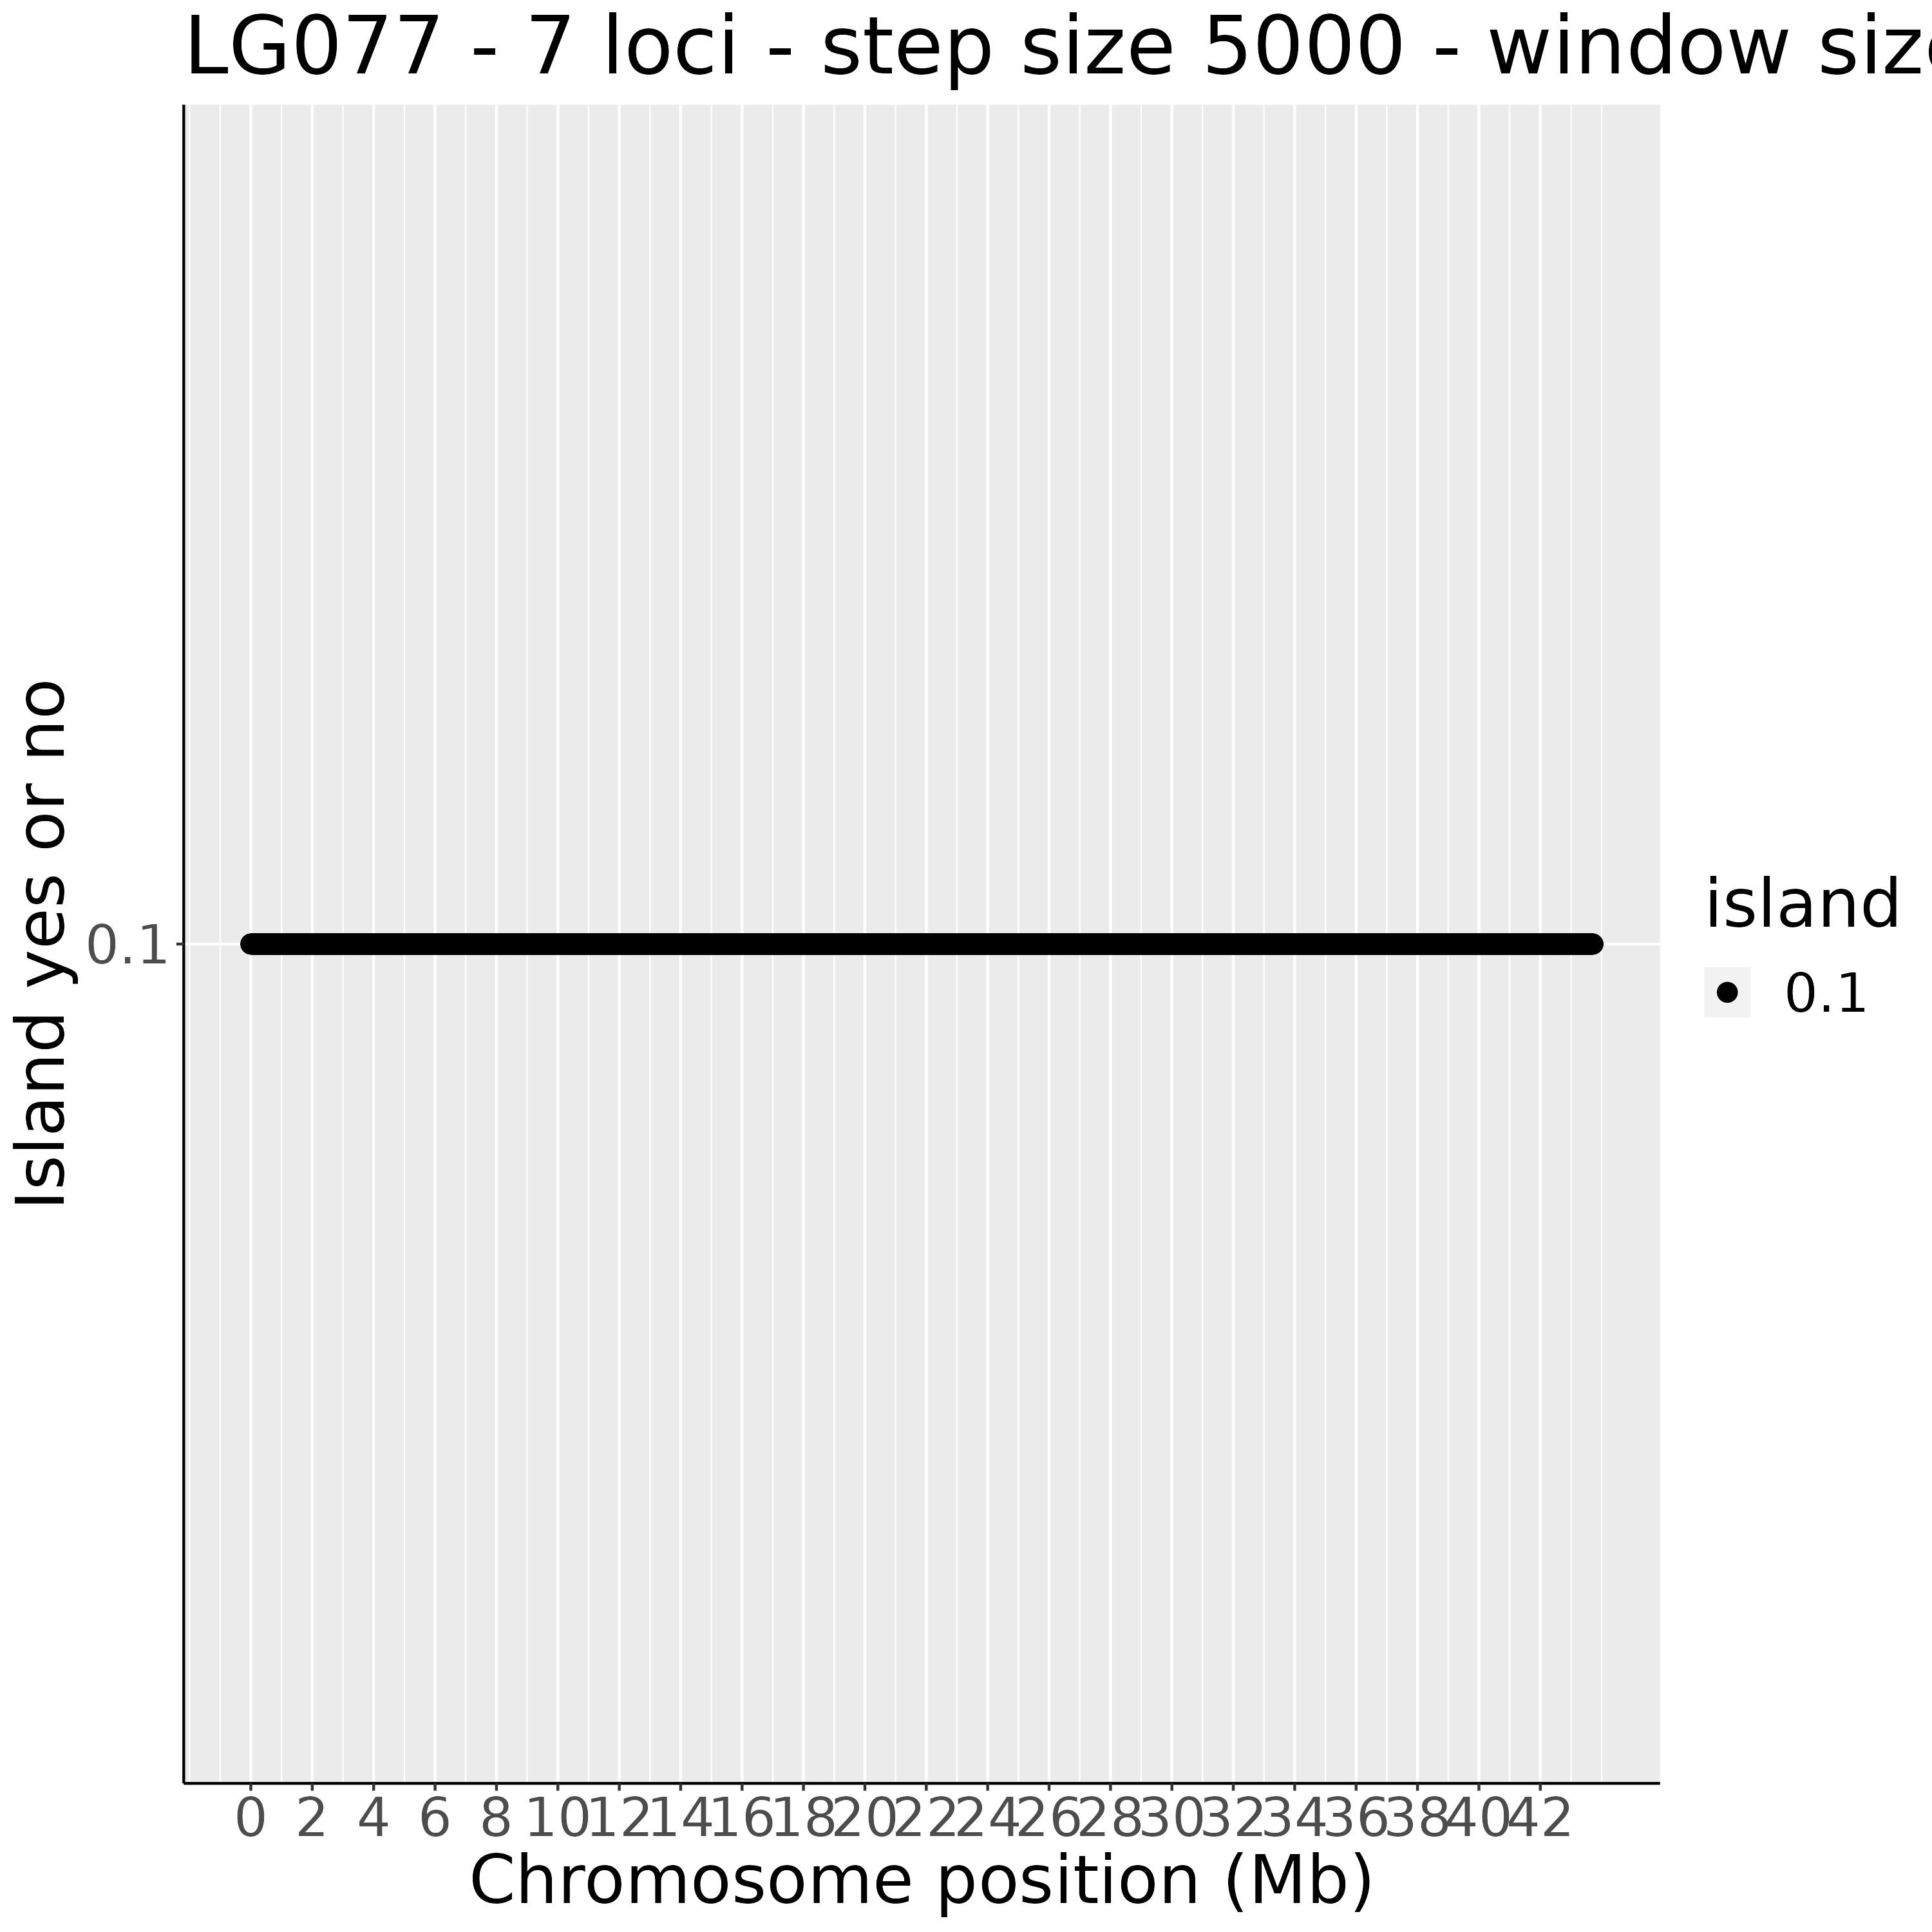 LG077 - 7 loci - step size 5000 - window size
Island yes or no
0.1
island
0.1
0 2 4 6 8 10 12 14 16 18 20 22 24 26 28 30 32 34 36 38 40 42
Chromosome position (Mb)